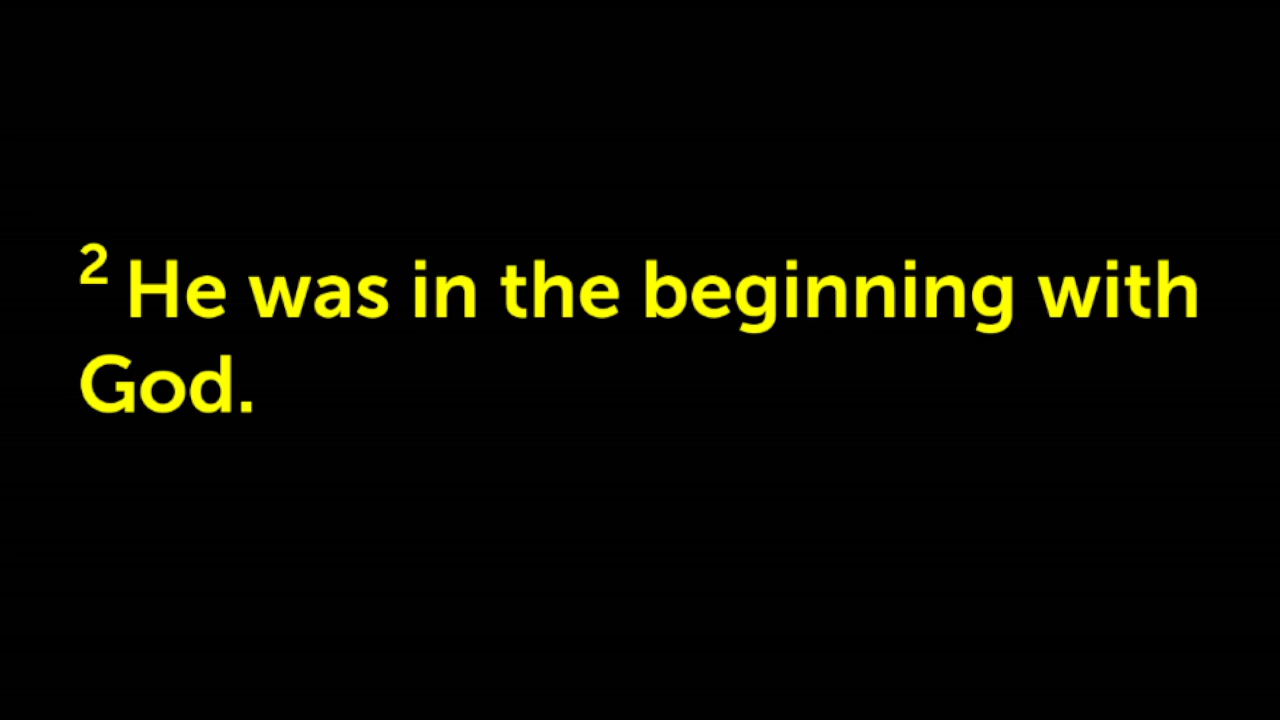 ² He was in the beginning with
God.